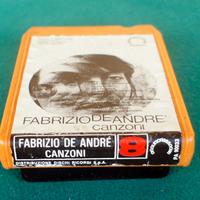 FABRIZIO DE ANDRE'
canzoni
FABRIZIO DE ANDRÉ
CANZONI
8
DISTRIBUZIONE DISCHI RICORDI S.p.A.